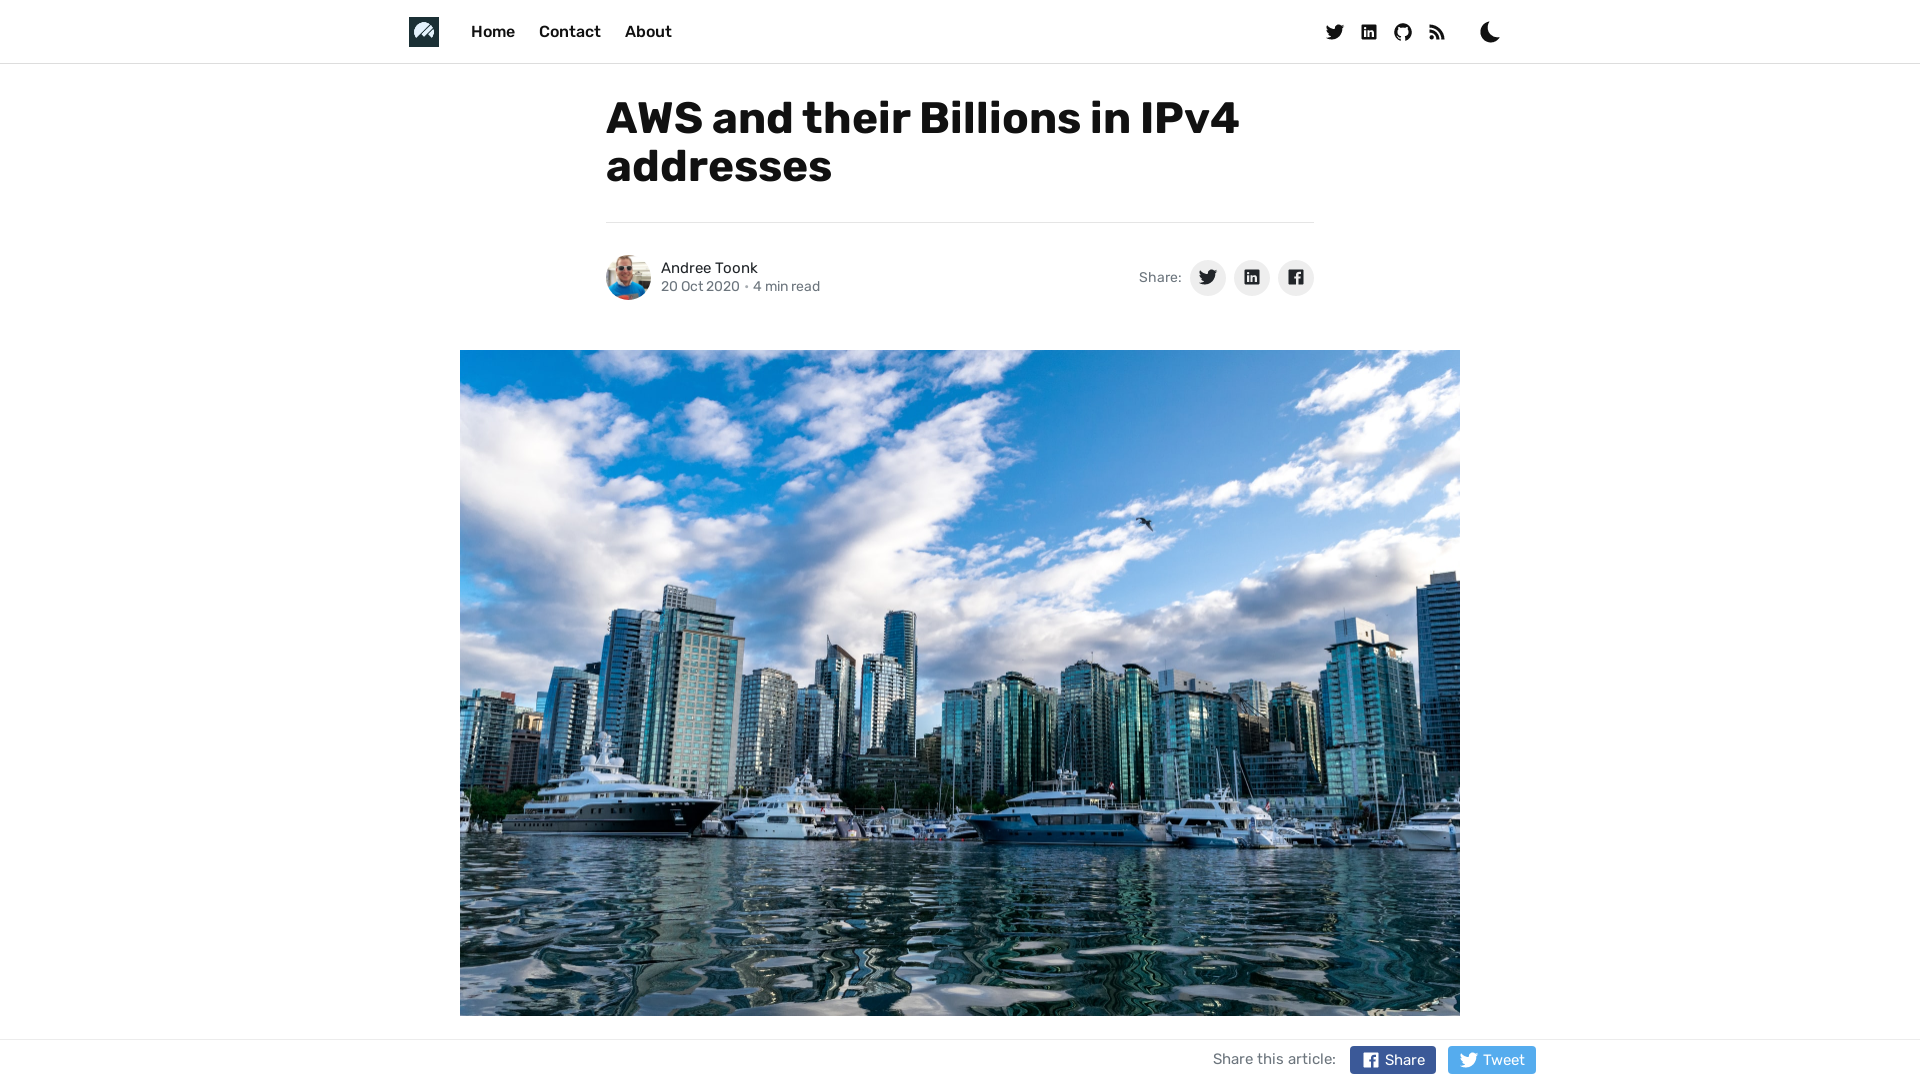 Home Contact About
AWS and their Billions in IPv4
addresses
Andree Toonk
20 Oct 2020 • 4 min read
Share:
Share this article: Share Tweet